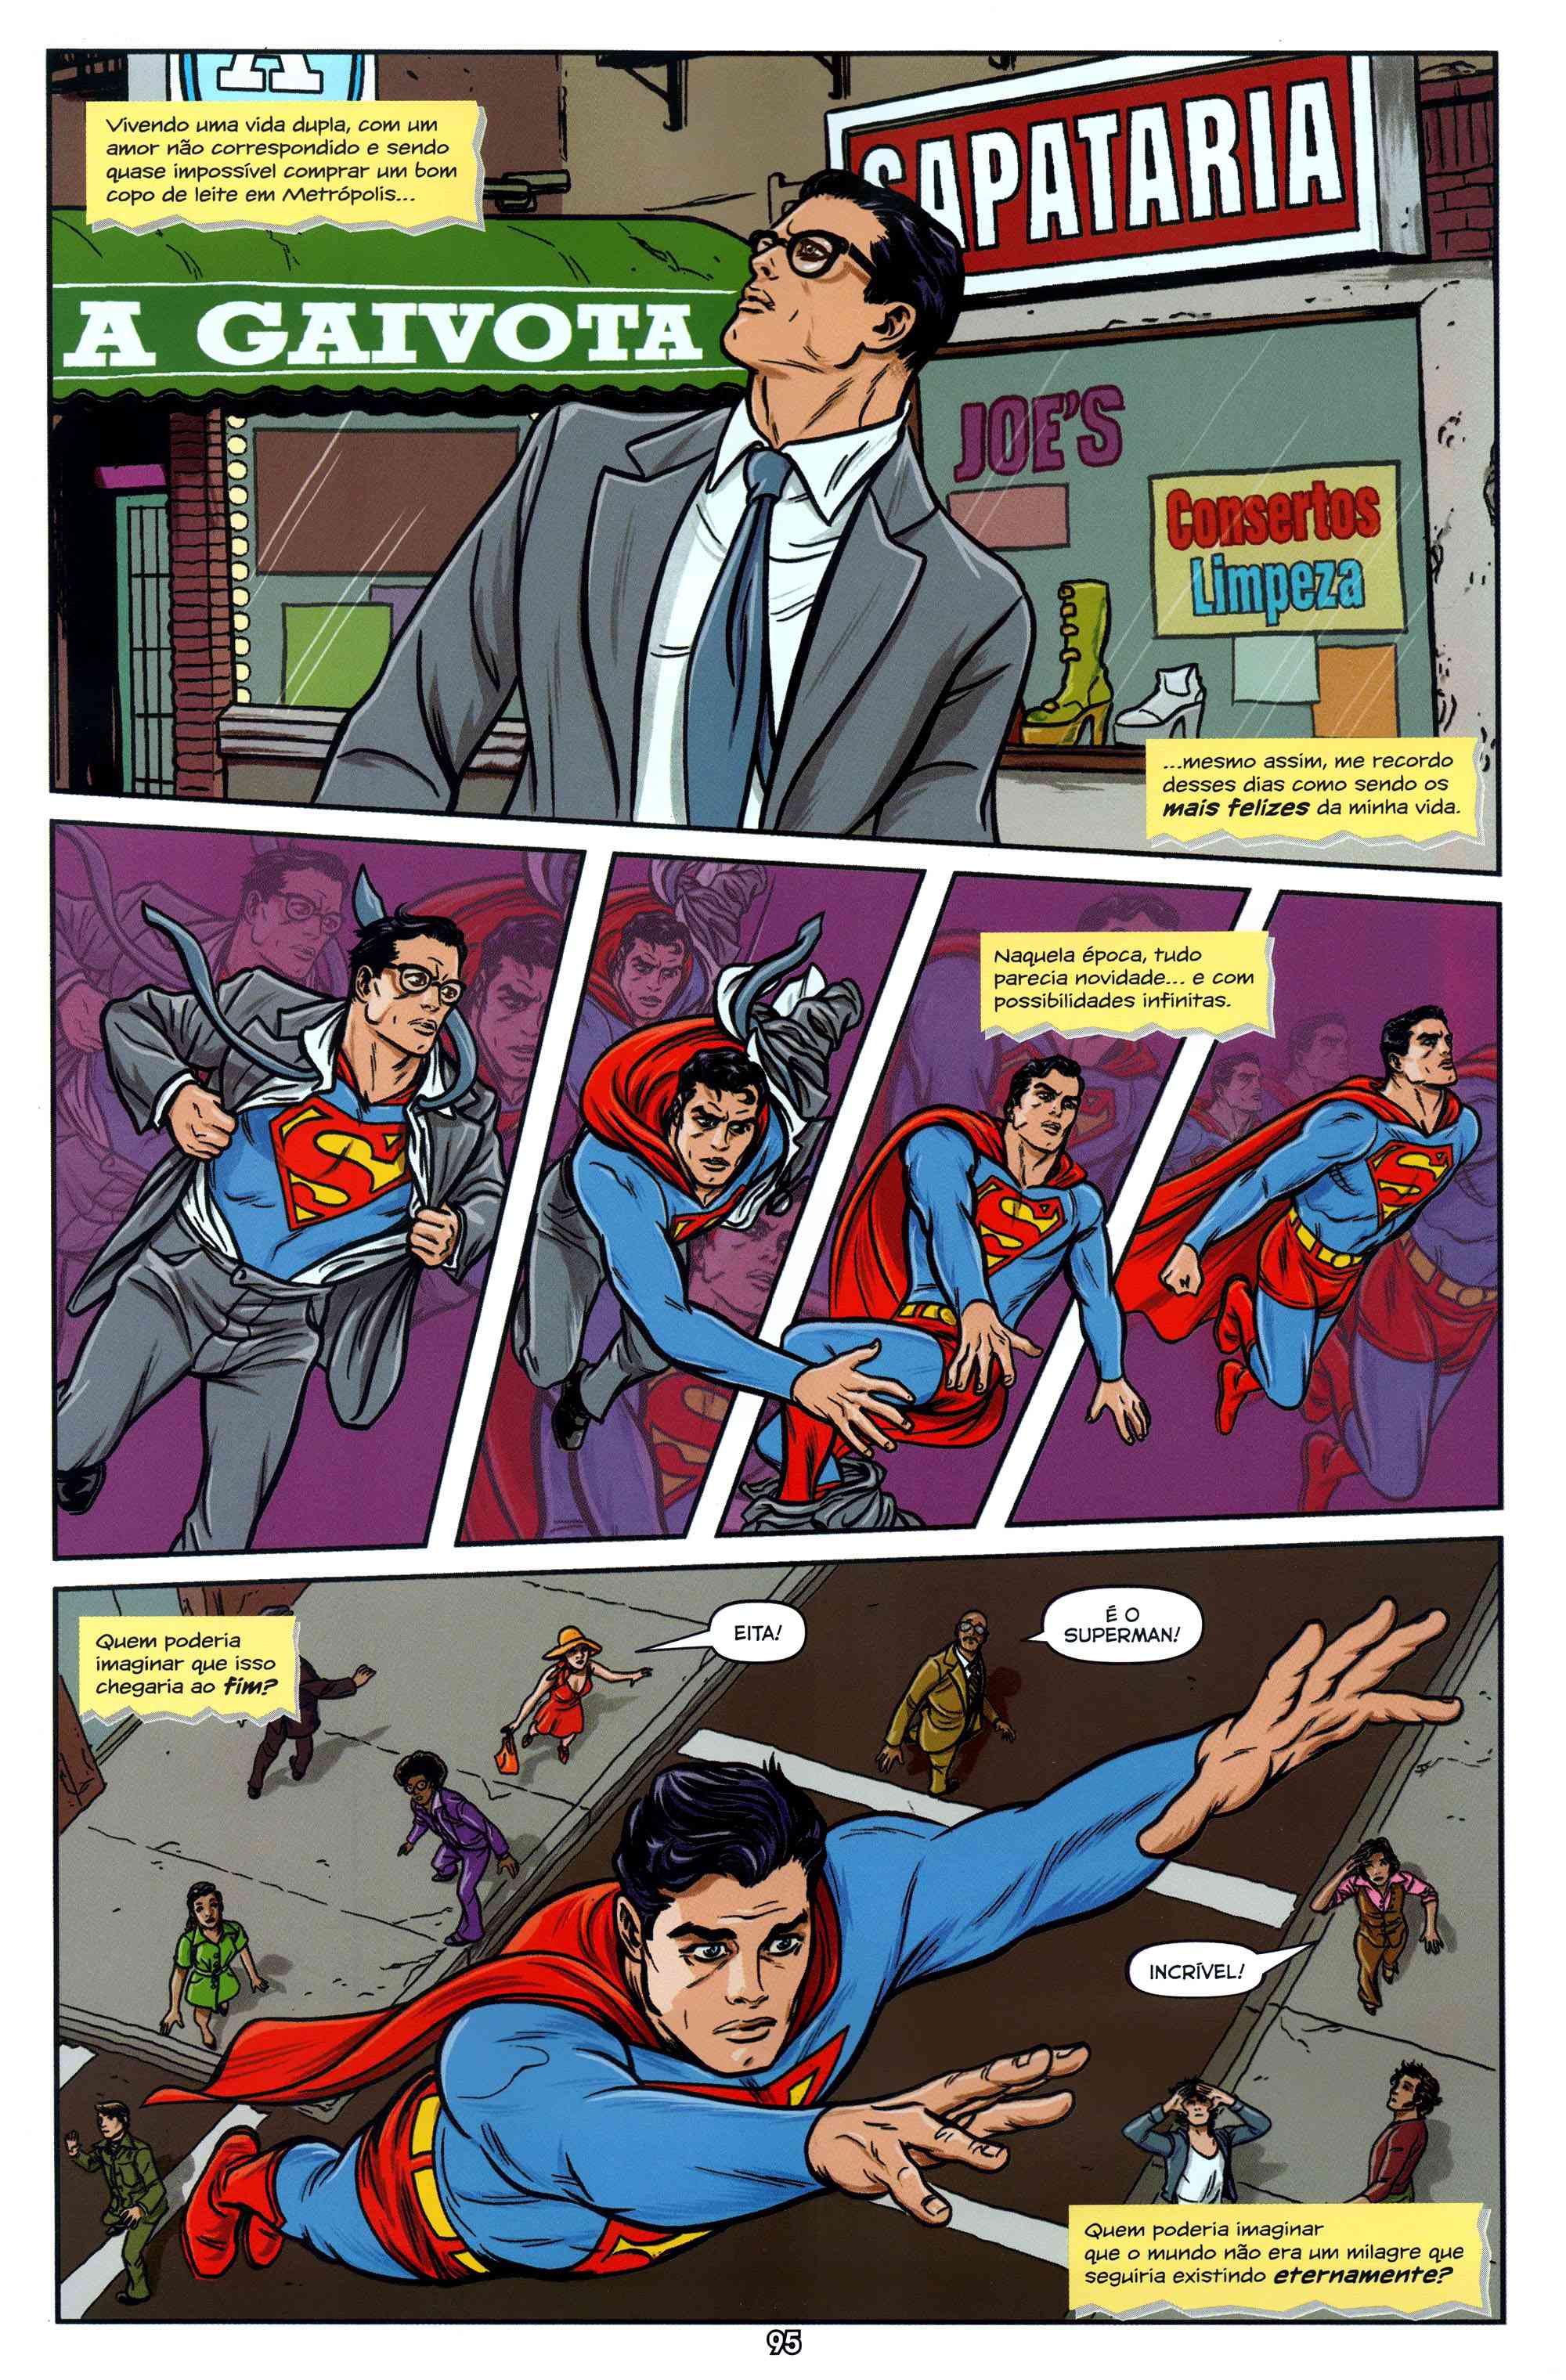 Vivendo uma vida dupla, com um
amor não correspondido e sendo
quase impossível comprar um bom
copo de leite em Metrópolis...
SAPATARIA
A GAIVOTA
JOE'S
Consertos
Limpeza
...mesmo assim, me recordo
desses dias como sendo os
mais felizes da minha vida.
S
Naquela época, tudo
parecia novidade... e com
possibilidades infinitas.
S
S
Quem poderia
imaginar que isso
chegaria ao fim?
EITA!
É O
SUPERMAN!
INCRÍVEL!
Quem poderia imaginar
que o mundo não era um milagre que
seguiria existindo eternamente?
95